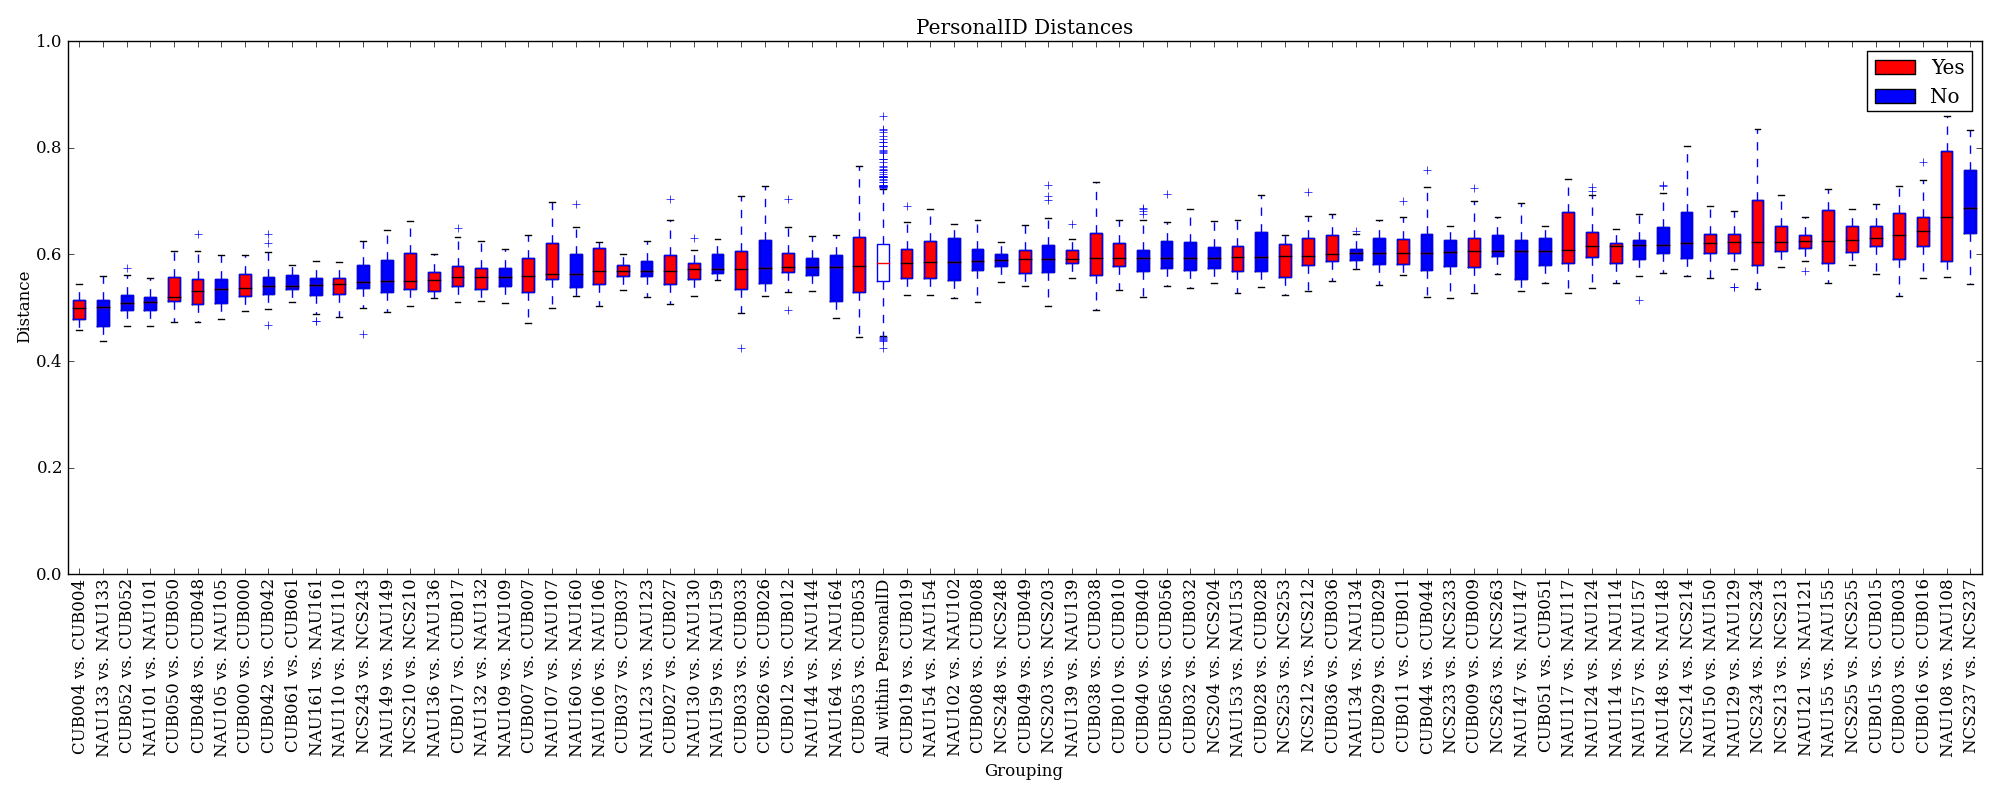 PersonalID Distances
Yes
No
1.0
0.8
0.6
0.4
0.2
0.0
Distance
CUB004 vs. CUB004
NAU133 vs. NAU133
CUB052 vs. CUB052
NAU101 vs. NAU101
CUB050 vs. CUB050
CUB048 vs. CUB048
NAU105 vs. NAU105
CUB000 vs. CUB000
CUB042 vs. CUB042
CUB061 vs. CUB061
NAU161 vs. NAU161
NAU110 vs. NAU110
NCS243 vs. NCS243
NAU149 vs. NAU149
NCS210 vs. NCS210
NAU136 vs. NAU136
CUB017 vs. CUB017
NAU132 vs. NAU132
NAU109 vs. NAU109
CUB007 vs. CUB007
NAU107 vs. NAU107
NAU160 vs. NAU160
NAU106 vs. NAU106
CUB037 vs. CUB037
NAU123 vs. NAU123
CUB027 vs. CUB027
NAU130 vs. NAU130
NAU159 vs. NAU159
CUB033 vs. CUB033
CUB026 vs. CUB026
CUB012 vs. CUB012
NAU144 vs. NAU144
NAU164 vs. NAU164
CUB053 vs. CUB053
All within PersonalID
CUB019 vs. CUB019
NAU154 vs. NAU154
NAU102 vs. NAU102
CUB008 vs. CUB008
NCS248 vs. NCS248
CUB049 vs. CUB049
NCS203 vs. NCS203
NAU139 vs. NAU139
CUB038 vs. CUB038
CUB010 vs. CUB010
CUB040 vs. CUB040
CUB056 vs. CUB056
CUB032 vs. CUB032
NCS204 vs. NCS204
NAU153 vs. NAU153
CUB028 vs. CUB028
NCS253 vs. NCS253
NCS212 vs. NCS212
CUB036 vs. CUB036
NAU134 vs. NAU134
CUB029 vs. CUB029
CUB011 vs. CUB011
CUB044 vs. CUB044
NCS233 vs. NCS233
CUB009 vs. CUB009
NCS263 vs. NCS263
NAU147 vs. NAU147
CUB051 vs. CUB051
NAU117 vs. NAU117
NAU124 vs. NAU124
NAU114 vs. NAU114
NAU157 vs. NAU157
NAU148 vs. NAU148
NCS214 vs. NCS214
NAU150 vs. NAU150
NAU129 vs. NAU129
NCS234 vs. NCS234
NCS213 vs. NCS213
NAU121 vs. NAU121
NAU155 vs. NAU155
NCS255 vs. NCS255
CUB015 vs. CUB015
CUB003 vs. CUB003
CUB016 vs. CUB016
NAU108 vs. NAU108
NCS237 vs. NCS237
Grouping